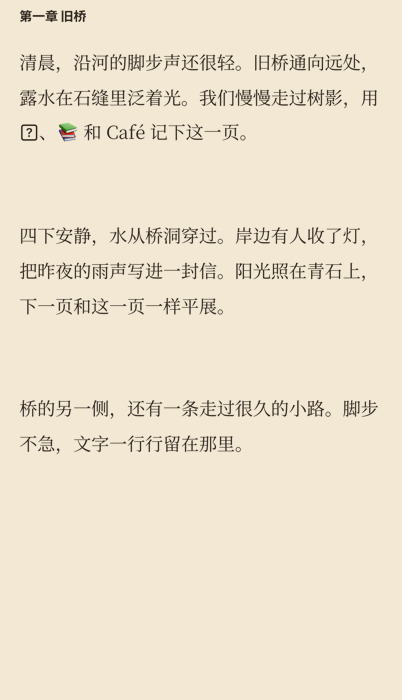 第一章 旧桥
清晨，沿河的脚步声还很轻。旧桥通向远处，
露水在石缝里泛着光。我们慢慢走过树影，用
、📚 和 Café 记下这一页。
四下安静，水从桥洞穿过。岸边有人收了灯，
把昨夜的雨声写进一封信。阳光照在青石上，
下一页和这一页一样平展。
桥的另一侧，还有一条走过很久的小路。脚步
不急，文字一行行留在那里。